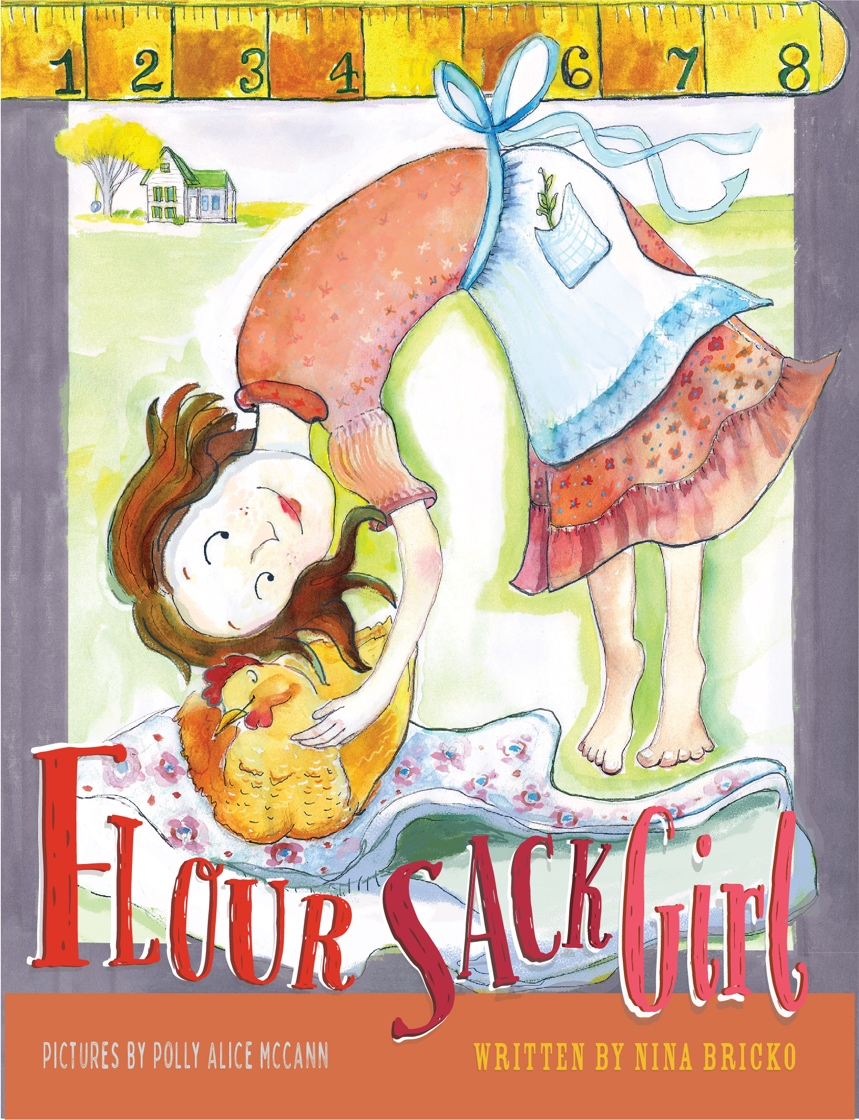 1 2 3 4 6 7 8
FLOUR SACK Girl
PICTURES BY POLLY ALICE MCCANN
WRITTEN BY NINA BRICKO